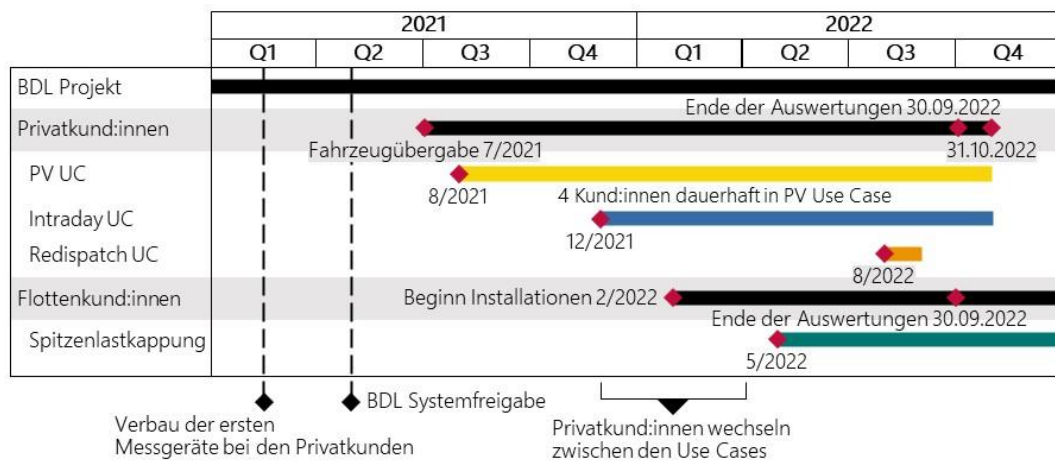 2021 2022
Q1 Q2 Q3 Q4 Q1 Q2 Q3 Q4
BDL Projekt
Ende der Auswertungen 30.09.2022
Privatkund:innen
Fahrzeugübergabe 7/2021
31.10.2022
PV UC
8/2021
4 Kund:innen dauerhaft in PV Use Case
Intraday UC
12/2021
Redispatch UC
8/2022
Flottenkund:innen
Beginn Installationen 2/2022
Ende der Auswertungen 30.09.2022
Spitzenlastkappung
5/2022
BDL Systemfreigabe
Verbau der ersten
Messgeräte bei den Privatkunden
Privatkund:innen wechseln
zwischen den Use Cases